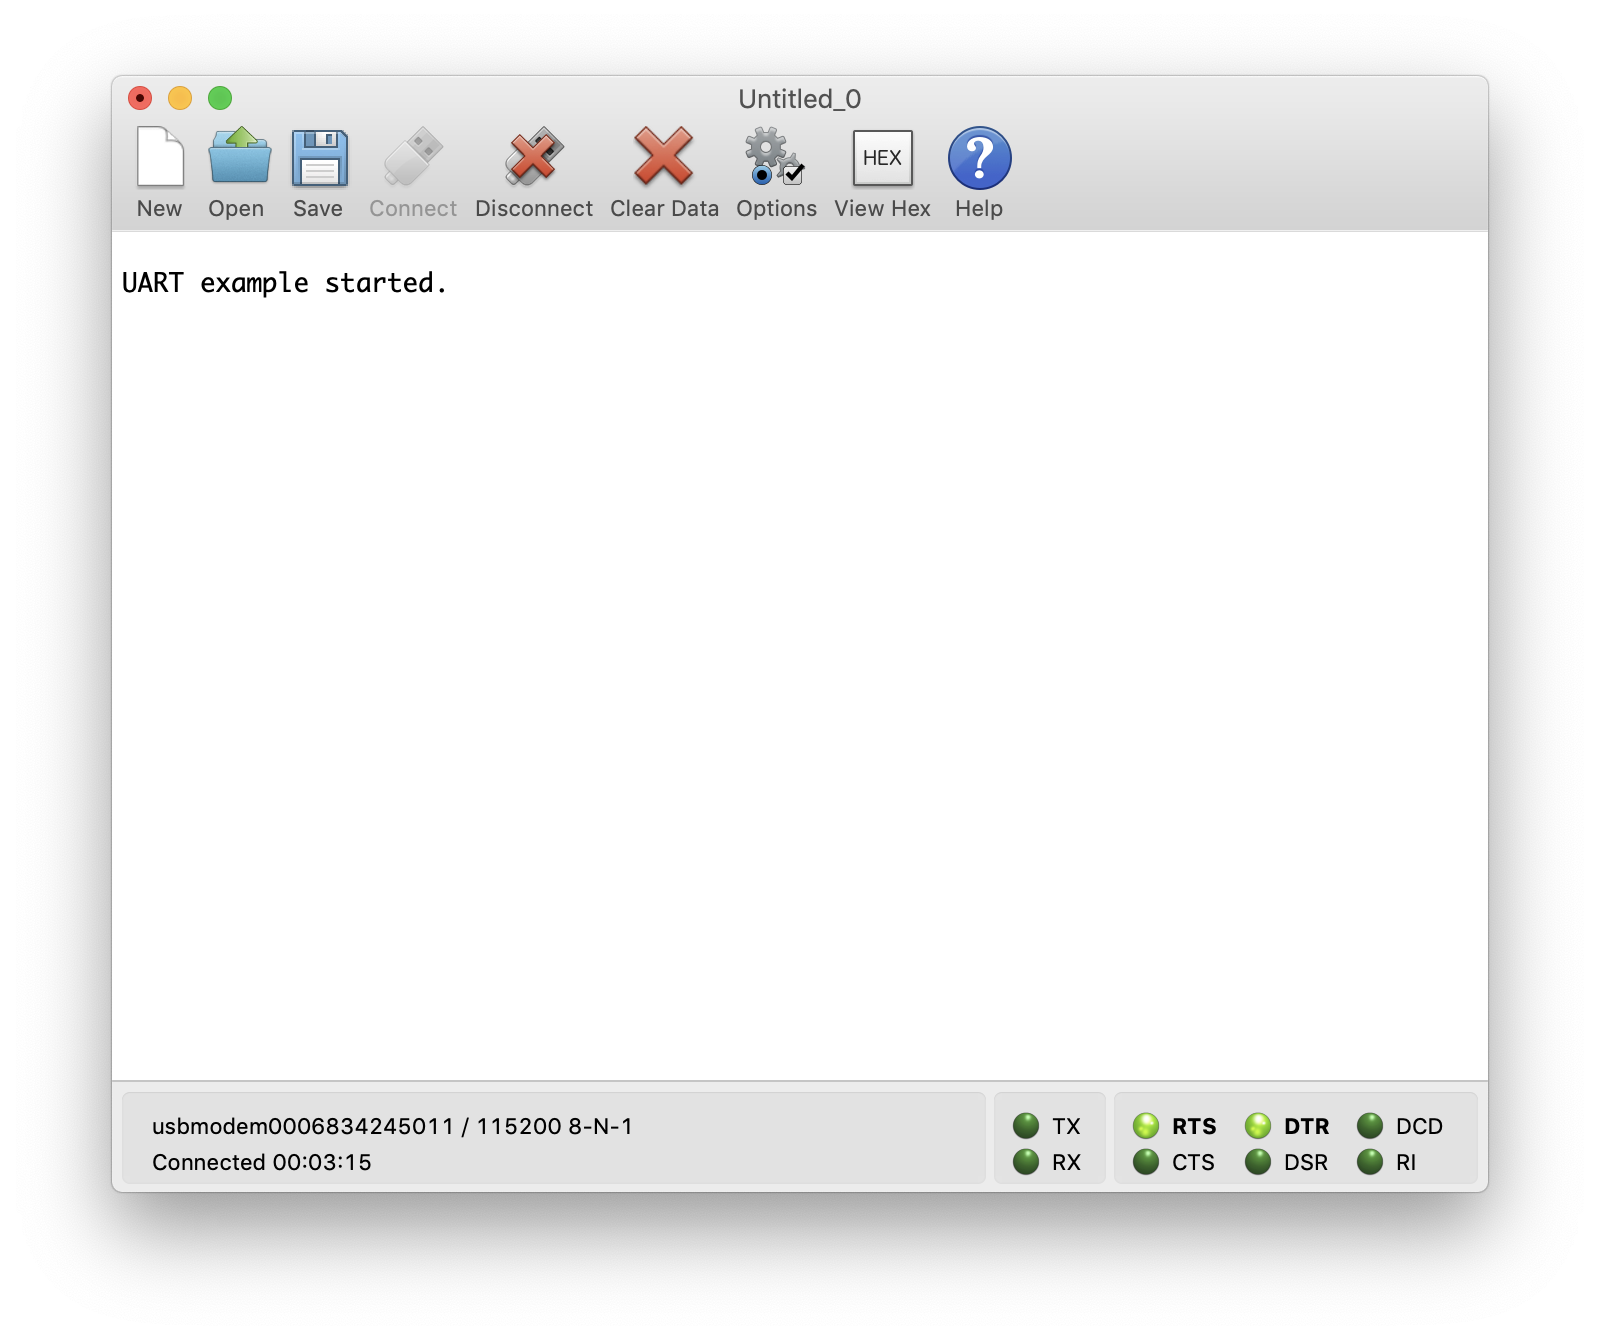 Untitled_0
New Open Save Connect Disconnect Clear Data Options HEX View Hex ? Help
UART example started.
usbmodem0006834245011 / 115200 8-N-1
Connected 00:03:15
TX RTS DTR DCD
RX CTS DSR RI